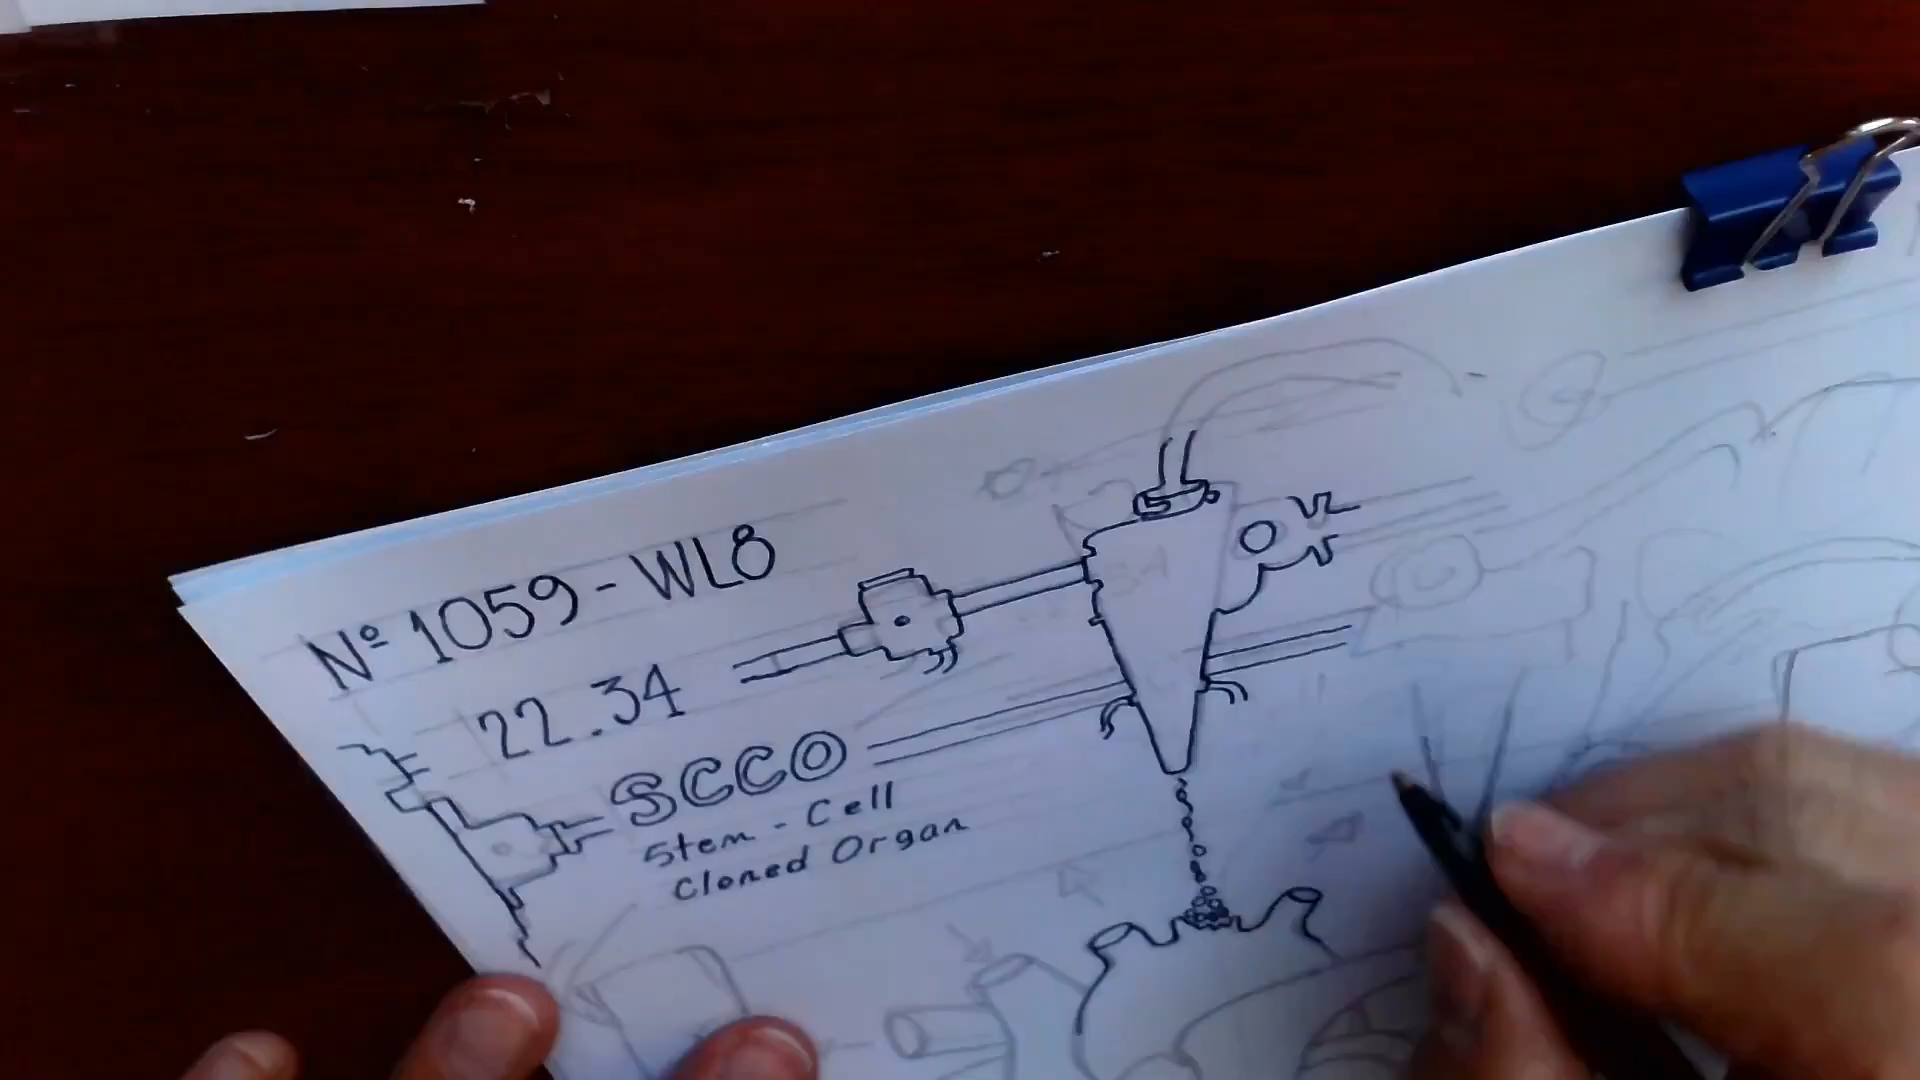 Nº 1059-WL8
22.34
SCCO
Stem-Cell
Cloned Organ